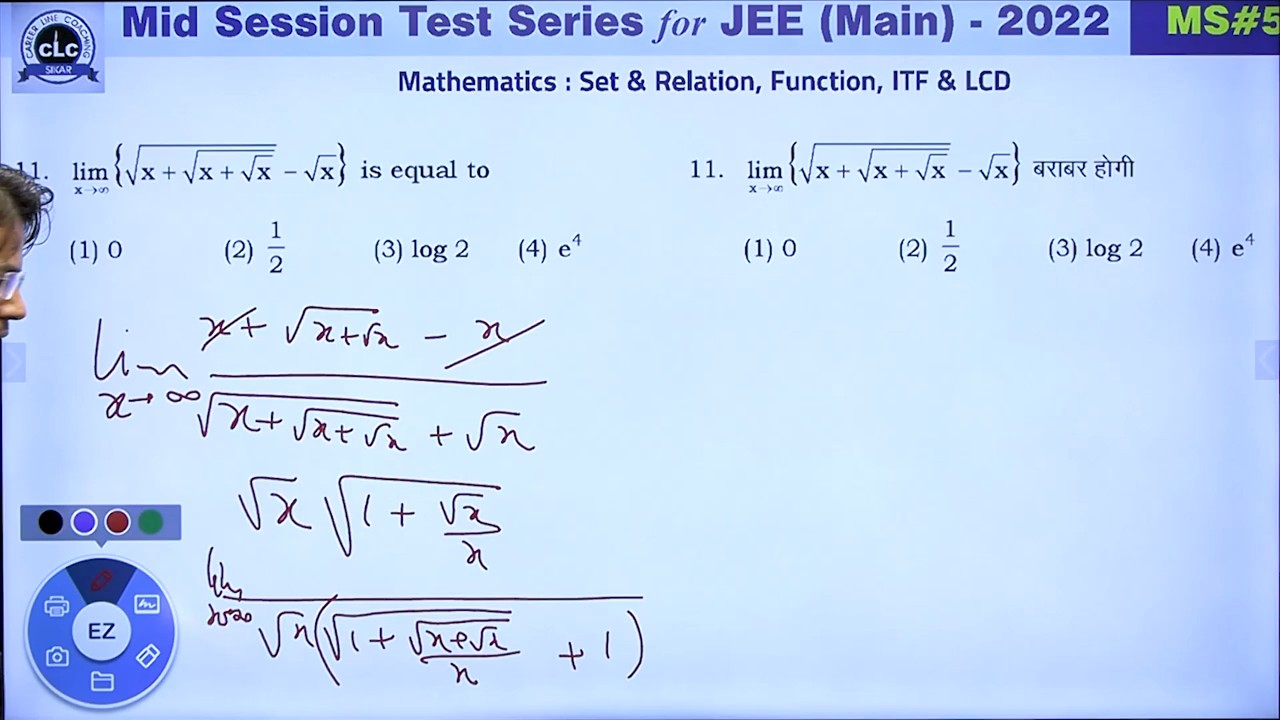 Mid Session Test Series for JEE (Main) - 2022
MS#5
CAREER LINE COACHING
CLC
SIKAR
Mathematics : Set & Relation, Function, ITF & LCD
11. lim x→∞ {√(x + √(x + √x)) − √x} is equal to
(1) 0 (2) 1/2 (3) log 2 (4) e⁴
11. lim x→∞ {√(x + √(x + √x)) − √x} बराबर होगी
(1) 0 (2) 1/2 (3) log 2 (4) e⁴
lim x→∞ (x + √(x+√x) − x) / (√(x+√(x+√x)) + √x)
lim x→∞ (√x √(1 + √x/x)) / (√x(√(1 + √(x+√x)/x) + 1))
EZ